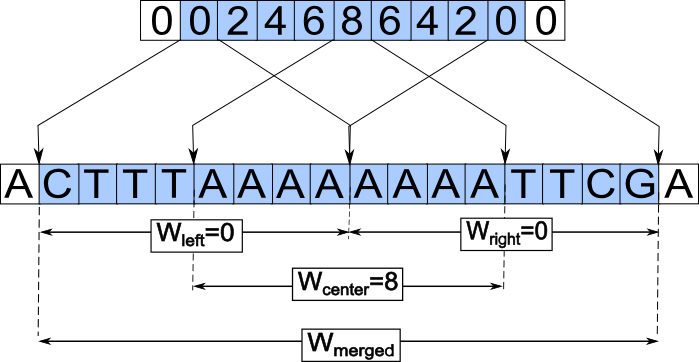 0 0 2 4 6 8 6 4 2 0 0
A C T T T A A A A A A A A T T C G A
Wleft=0 Wright=0
Wcenter=8
Wmerged